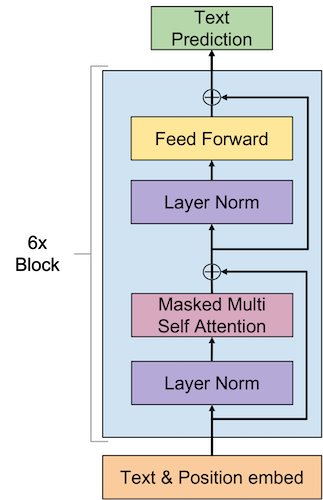 Text
Prediction
Feed Forward
Layer Norm
6x
Block
Masked Multi
Self Attention
Layer Norm
Text & Position embed